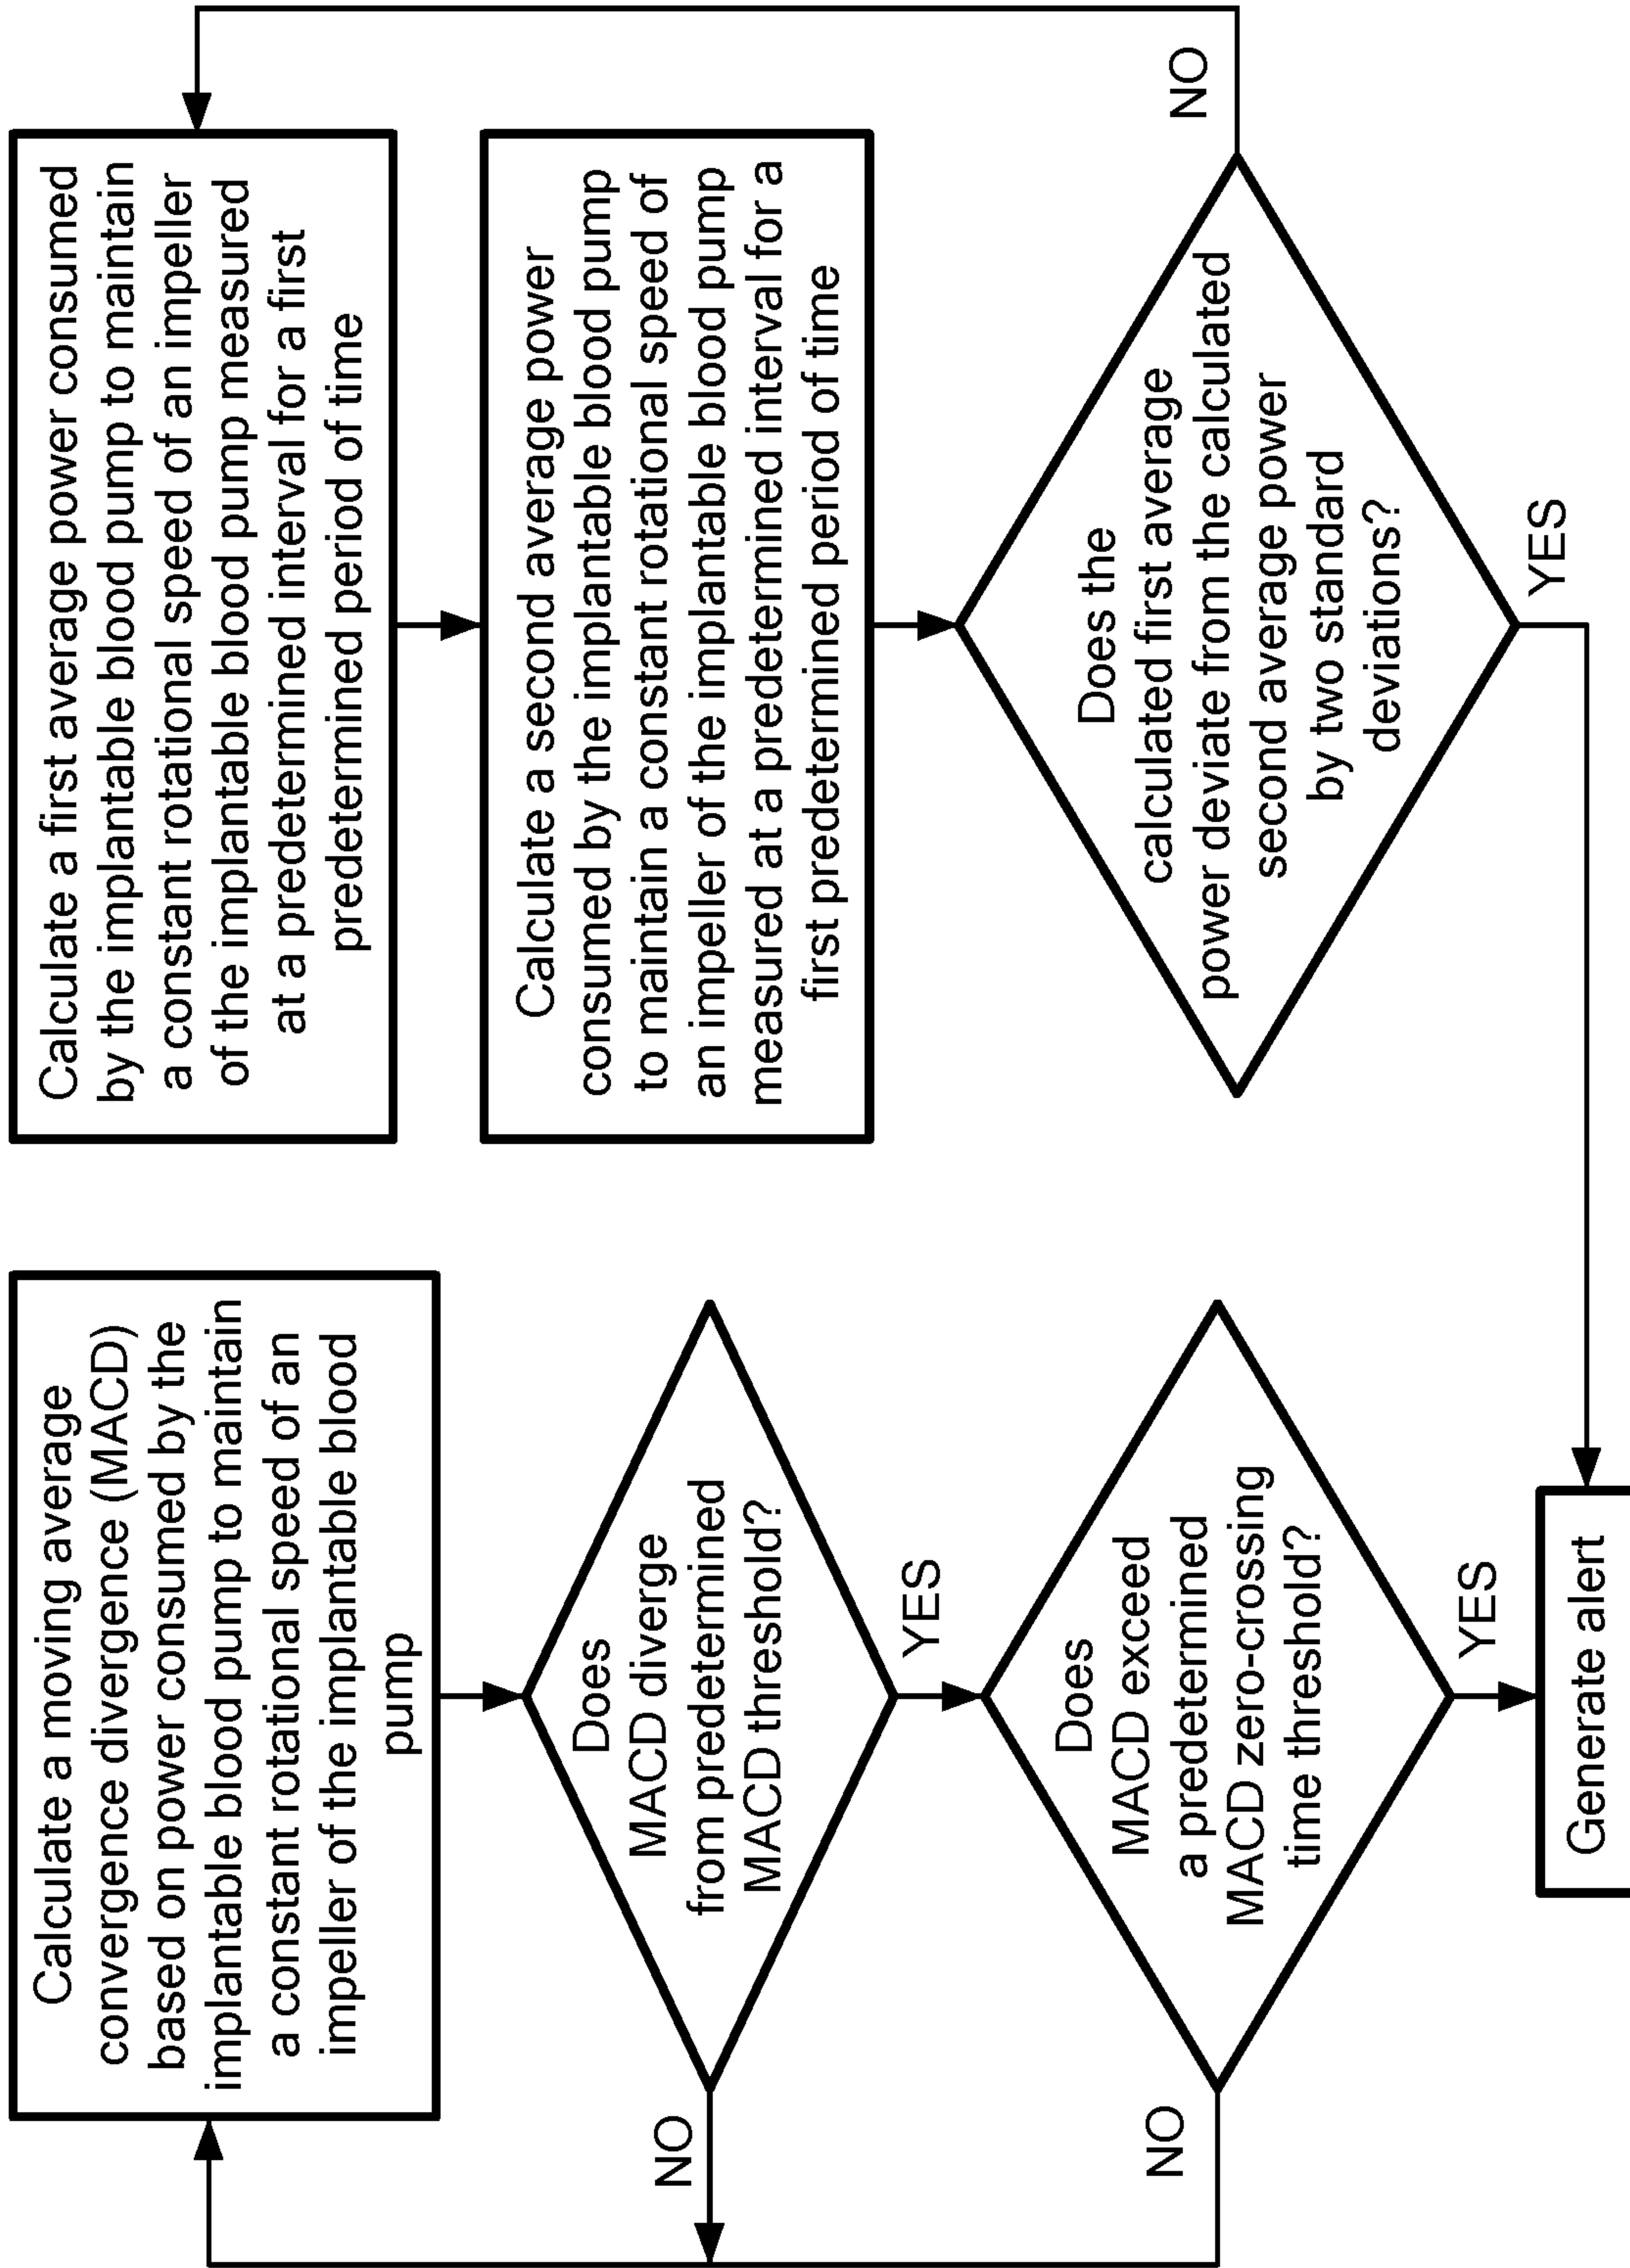 Calculate a moving average
convergence divergence (MACD)
based on power consumed by the
implantable blood pump to maintain
a constant rotational speed of an
impeller of the implantable blood
pump
Does
MACD diverge
from predetermined
MACD threshold?
NO
YES
Does
MACD exceed
a predetermined
MACD zero-crossing
time threshold?
NO
YES
Generate alert
Calculate a first average power consumed
by the implantable blood pump to maintain
a constant rotational speed of an impeller
of the implantable blood pump measured
at a predetermined interval for a first
predetermined period of time
Calculate a second average power
consumed by the implantable blood pump
to maintain a constant rotational speed of
an impeller of the implantable blood pump
measured at a predetermined interval for a
first predetermined period of time
Does the
calculated first average
power deviate from the calculated
second average power
by two standard
deviations?
NO
YES